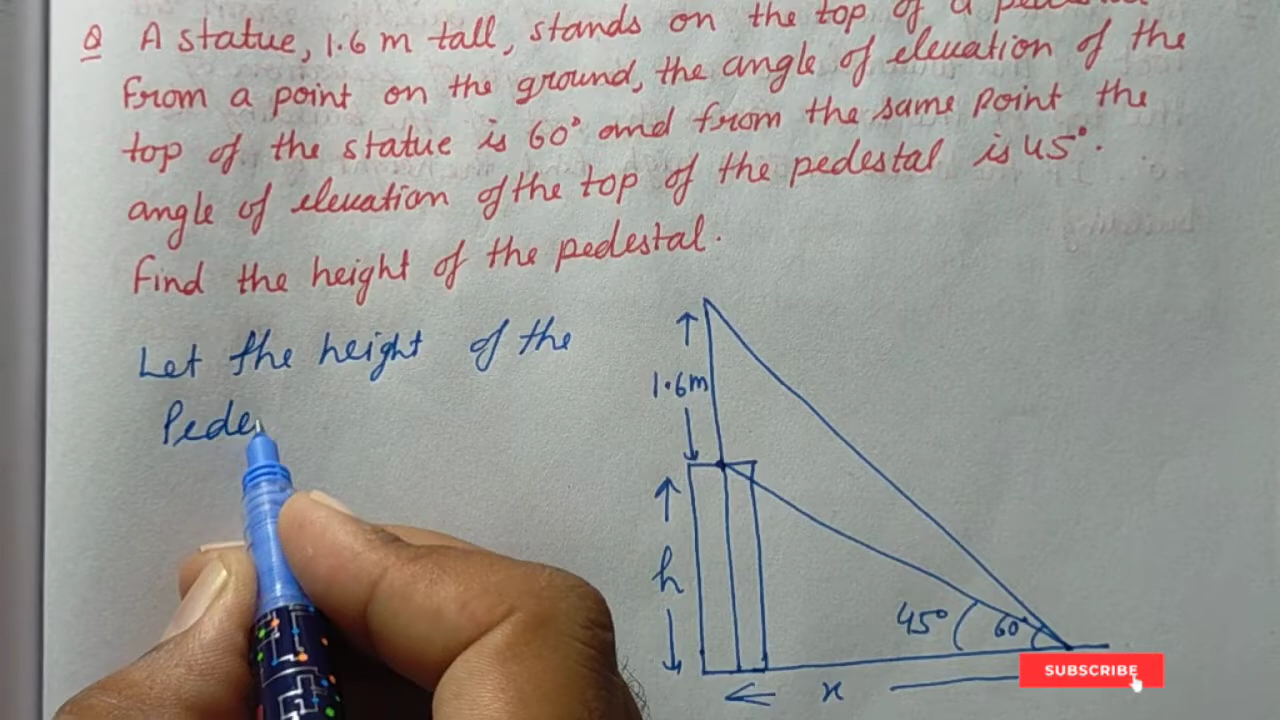 Q A statue, 1.6 m tall, stands on the top of a
From a point on the ground, the angle of elevation of the
top of the statue is 60° and from the same point the
angle of elevation of the top of the pedestal is 45°.
Find the height of the pedestal.
Let the height of the
Pede
1.6m
h
45°
60°
x
SUBSCRIBE